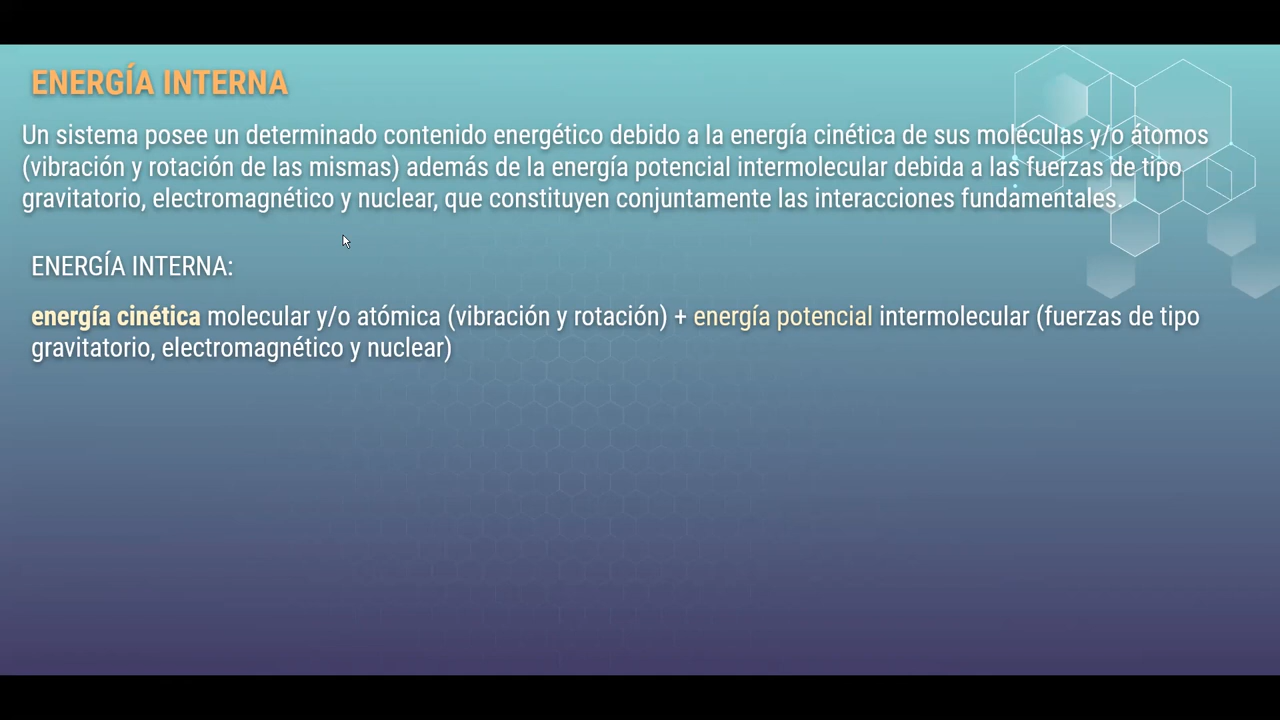 ENERGÍA INTERNA
Un sistema posee un determinado contenido energético debido a la energía cinética de sus moléculas y/o átomos
(vibración y rotación de las mismas) además de la energía potencial intermolecular debida a las fuerzas de tipo
gravitatorio, electromagnético y nuclear, que constituyen conjuntamente las interacciones fundamentales.
ENERGÍA INTERNA:
energía cinética molecular y/o atómica (vibración y rotación) + energía potencial intermolecular (fuerzas de tipo
gravitatorio, electromagnético y nuclear)